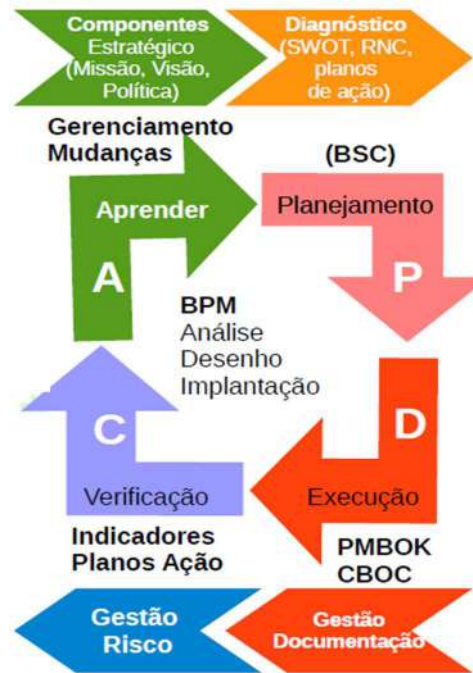 Componentes
Estratégico
(Missão, Visão,
Política)
Diagnóstico
(SWOT, RNC,
planos
de ação)
Gerenciamento
Mudanças
(BSC)
Aprender
Planejamento
A
P
BPM
Análise
Desenho
Implantação
C
D
Verificação
Execução
Indicadores
Planos Ação
PMBOK
CBOC
Gestão
Risco
Gestão
Documentação